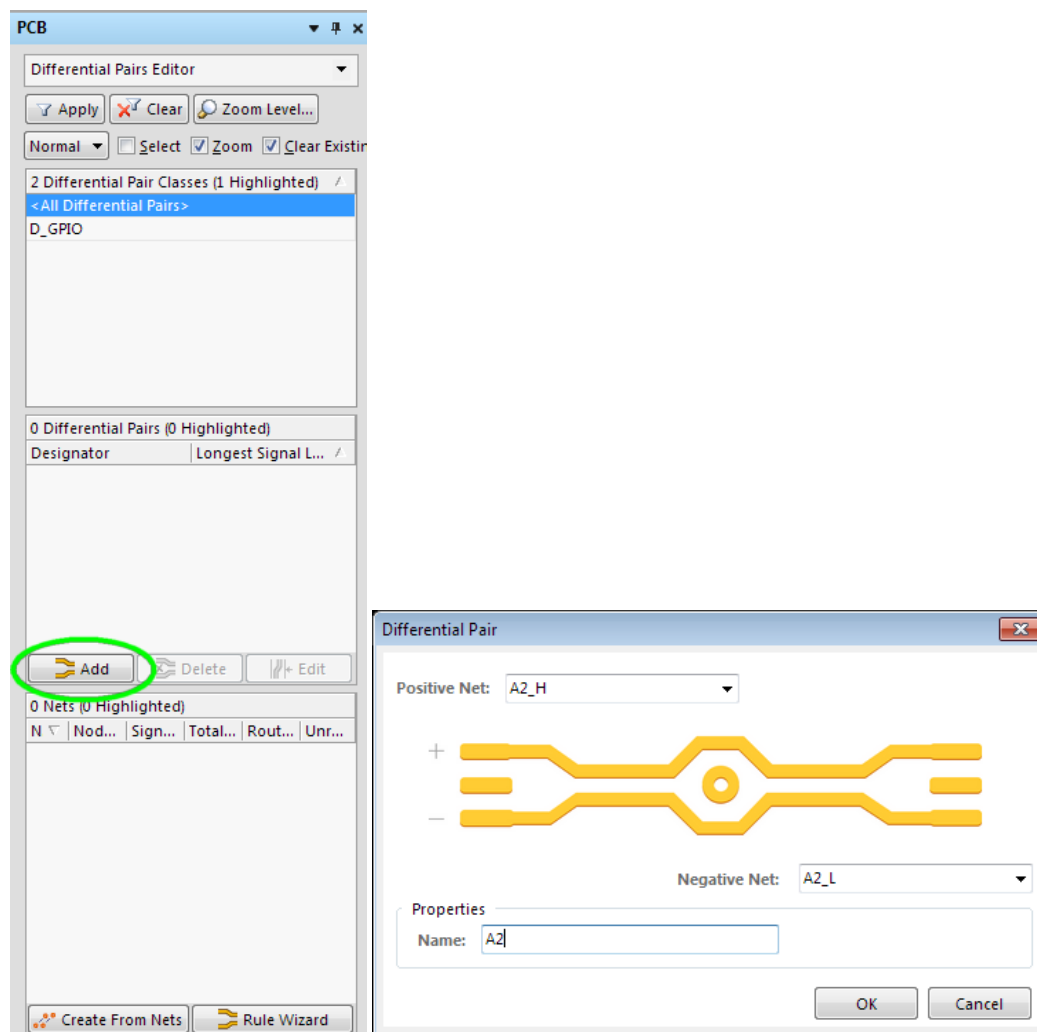 PCB
Differential Pairs Editor
Apply Clear Zoom Level...
Normal Select Zoom Clear Existin
2 Differential Pair Classes (1 Highlighted)
<All Differential Pairs>
D_GPIO
0 Differential Pairs (0 Highlighted)
Designator Longest Signal L...
Add Delete Edit
0 Nets (0 Highlighted)
N Nod... Sign... Total... Rout... Unr...
Create From Nets Rule Wizard
Differential Pair
Positive Net: A2_H
+
−
Negative Net: A2_L
Properties
Name: A2
OK Cancel